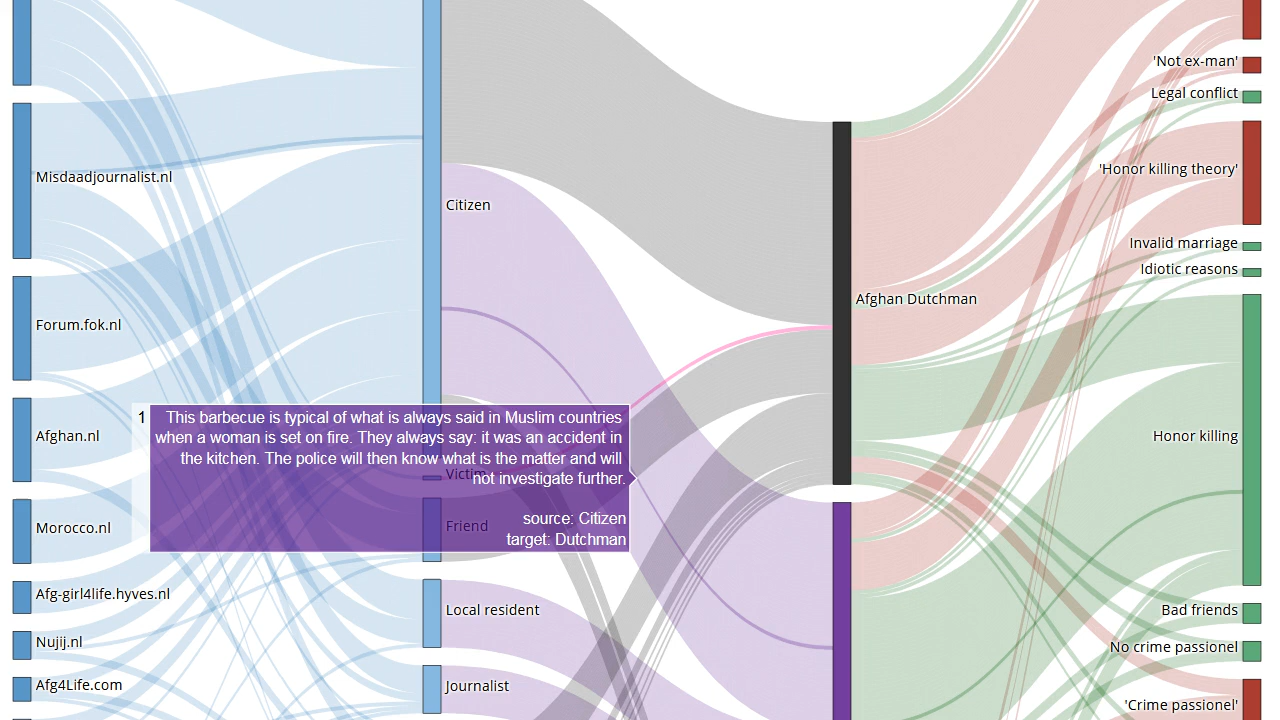 'Not ex-man'
Legal conflict
Misdaadjournalist.nl
'Honor killing theory'
Citizen
Invalid marriage
Idiotic reasons
Afghan Dutchman
Forum.fok.nl
1
This barbecue is typical of what is always said in Muslim countries
when a woman is set on fire. They always say: it was an accident in
the kitchen. The police will then know what is the matter and will
not investigate further.
source: Citizen
target: Dutchman
Afghan.nl
Honor killing
Victim
Morocco.nl
Friend
Afg-girl4life.hyves.nl
Local resident
Bad friends
Nujij.nl
No crime passionel
Afg4Life.com
Journalist
'Crime passionel'